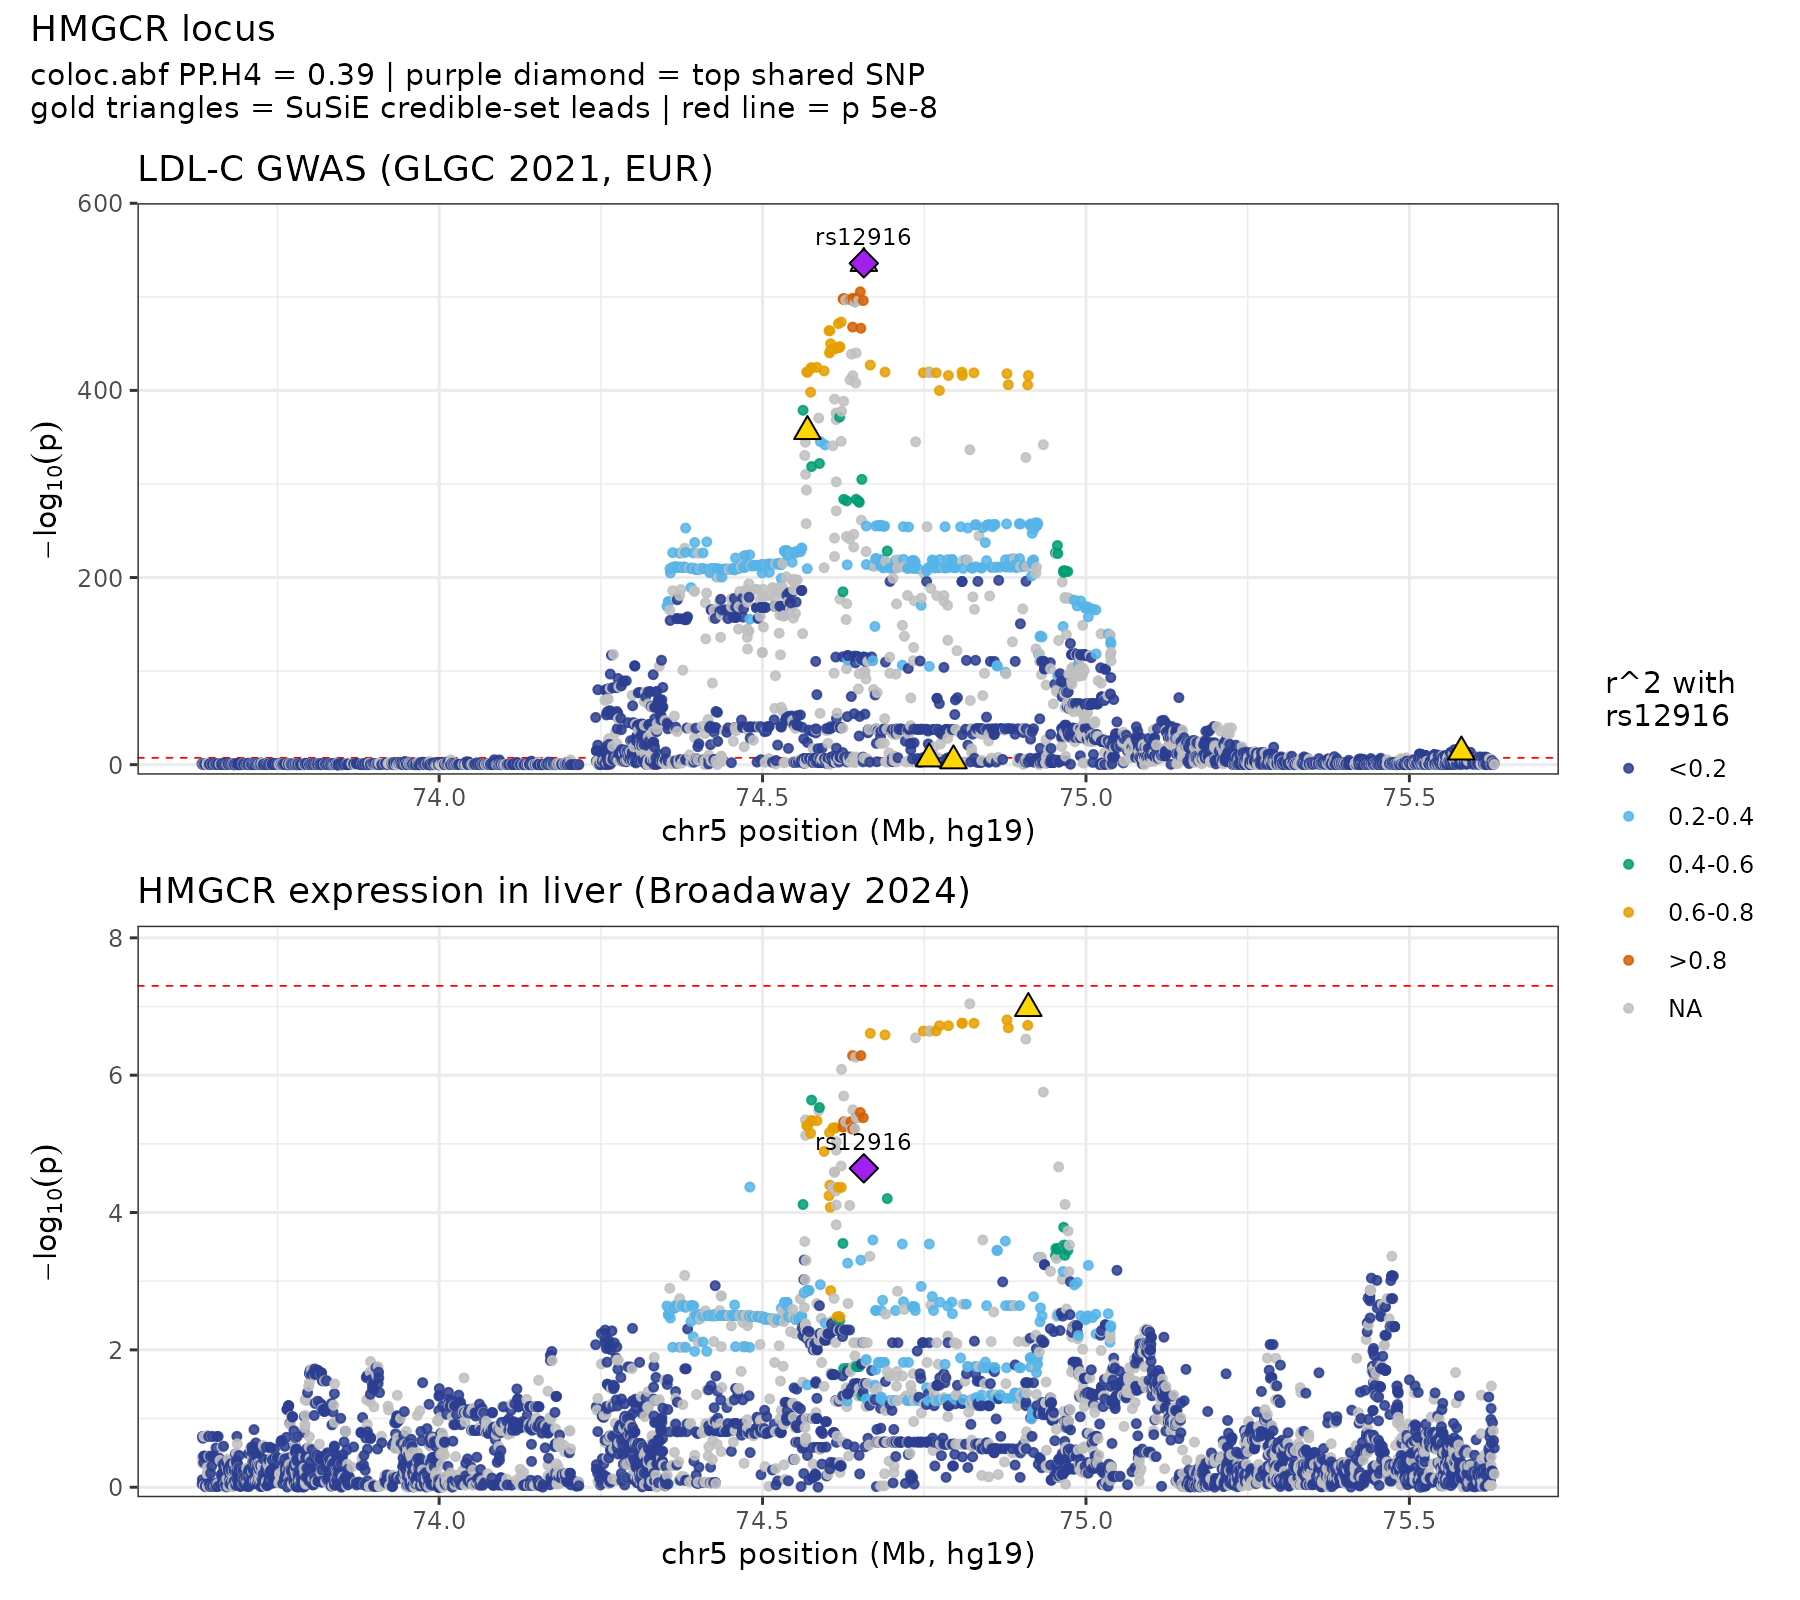 HMGCR locus
coloc.abf PP.H4 = 0.39 | purple diamond = top shared SNP
gold triangles = SuSiE credible-set leads | red line = p 5e-8
LDL-C GWAS (GLGC 2021, EUR)
−log10(p)
600
400
200
0
rs12916
74.0
74.5
75.0
75.5
chr5 position (Mb, hg19)
HMGCR expression in liver (Broadaway 2024)
−log10(p)
8
6
4
2
0
rs12916
74.0
74.5
75.0
75.5
chr5 position (Mb, hg19)
r^2 with
rs12916
<0.2
0.2-0.4
0.4-0.6
0.6-0.8
>0.8
NA